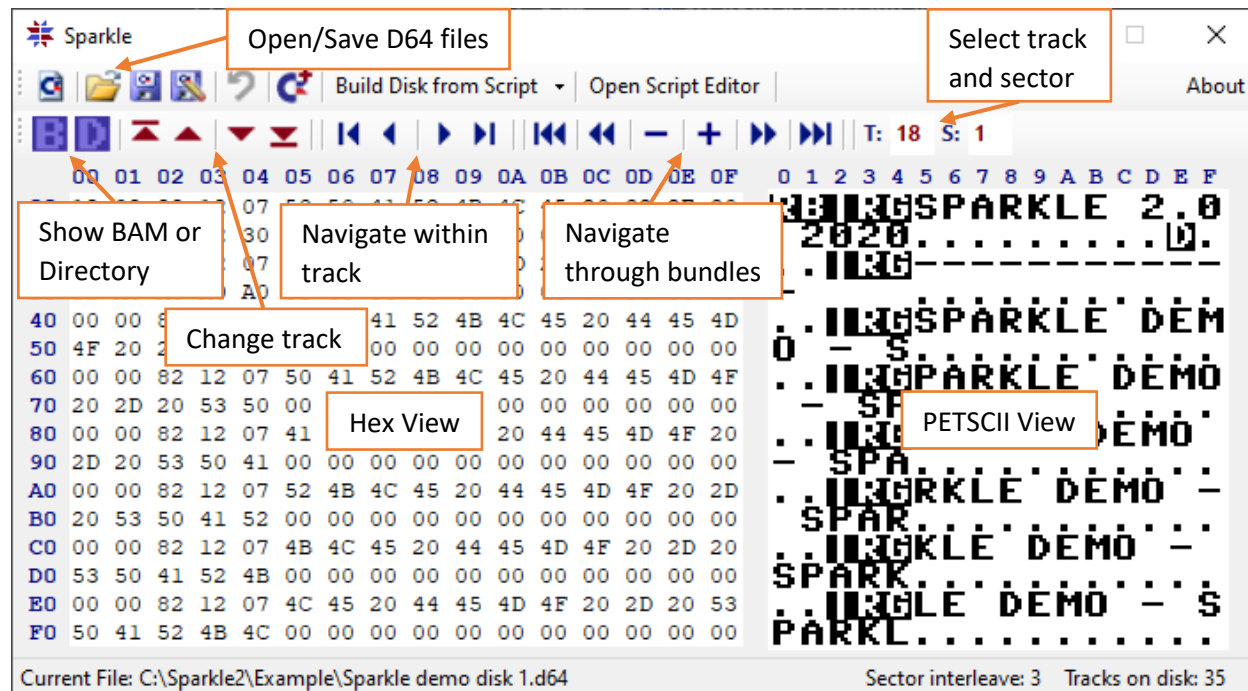 Sparkle
Open/Save D64 files
Select track
and sector
Build Disk from Script
Open Script Editor
About
T: 18 S: 1
00 01 02 03 04 05 06 07 08 09 0A 0B 0C 0D 0E 0F
0 1 2 3 4 5 6 7 8 9 A B C D E F
Show BAM or
Directory
Navigate within
track
Navigate
through bundles
Change track
Hex View
PETSCII View
07
SPARKLE 2.0
30
2020..........
07
-----------
A0
40 00 00 41 52 4B 4C 45 20 44 45 4D
SPARKLE DEM
50 4F 20 00 00 00 00 00 00 00 00 00
O - S
60 00 00 82 12 07 50 41 52 4B 4C 45 20 44 45 4D 4F
PARKLE DEMO
70 20 2D 20 53 50 00 00 00 00 00 00 00
- SP
80 00 00 82 12 07 41 20 44 45 4D 4F 20
DEMO
90 2D 20 53 50 41 00 00 00 00 00 00 00 00 00 00 00
- SPA...........
A0 00 00 82 12 07 52 4B 4C 45 20 44 45 4D 4F 20 2D
RKLE DEMO -
B0 20 53 50 41 52 00 00 00 00 00 00 00 00 00 00 00
SPAR...........
C0 00 00 82 12 07 4B 4C 45 20 44 45 4D 4F 20 2D 20
KLE DEMO -
D0 53 50 41 52 4B 00 00 00 00 00 00 00 00 00 00 00
SPARK...........
E0 00 00 82 12 07 4C 45 20 44 45 4D 4F 20 2D 20 53
LE DEMO - S
F0 50 41 52 4B 4C 00 00 00 00 00 00 00 00 00 00 00
PARKL...........
Current File: C:\Sparkle2\Example\Sparkle demo disk 1.d64
Sector interleave: 3
Tracks on disk: 35